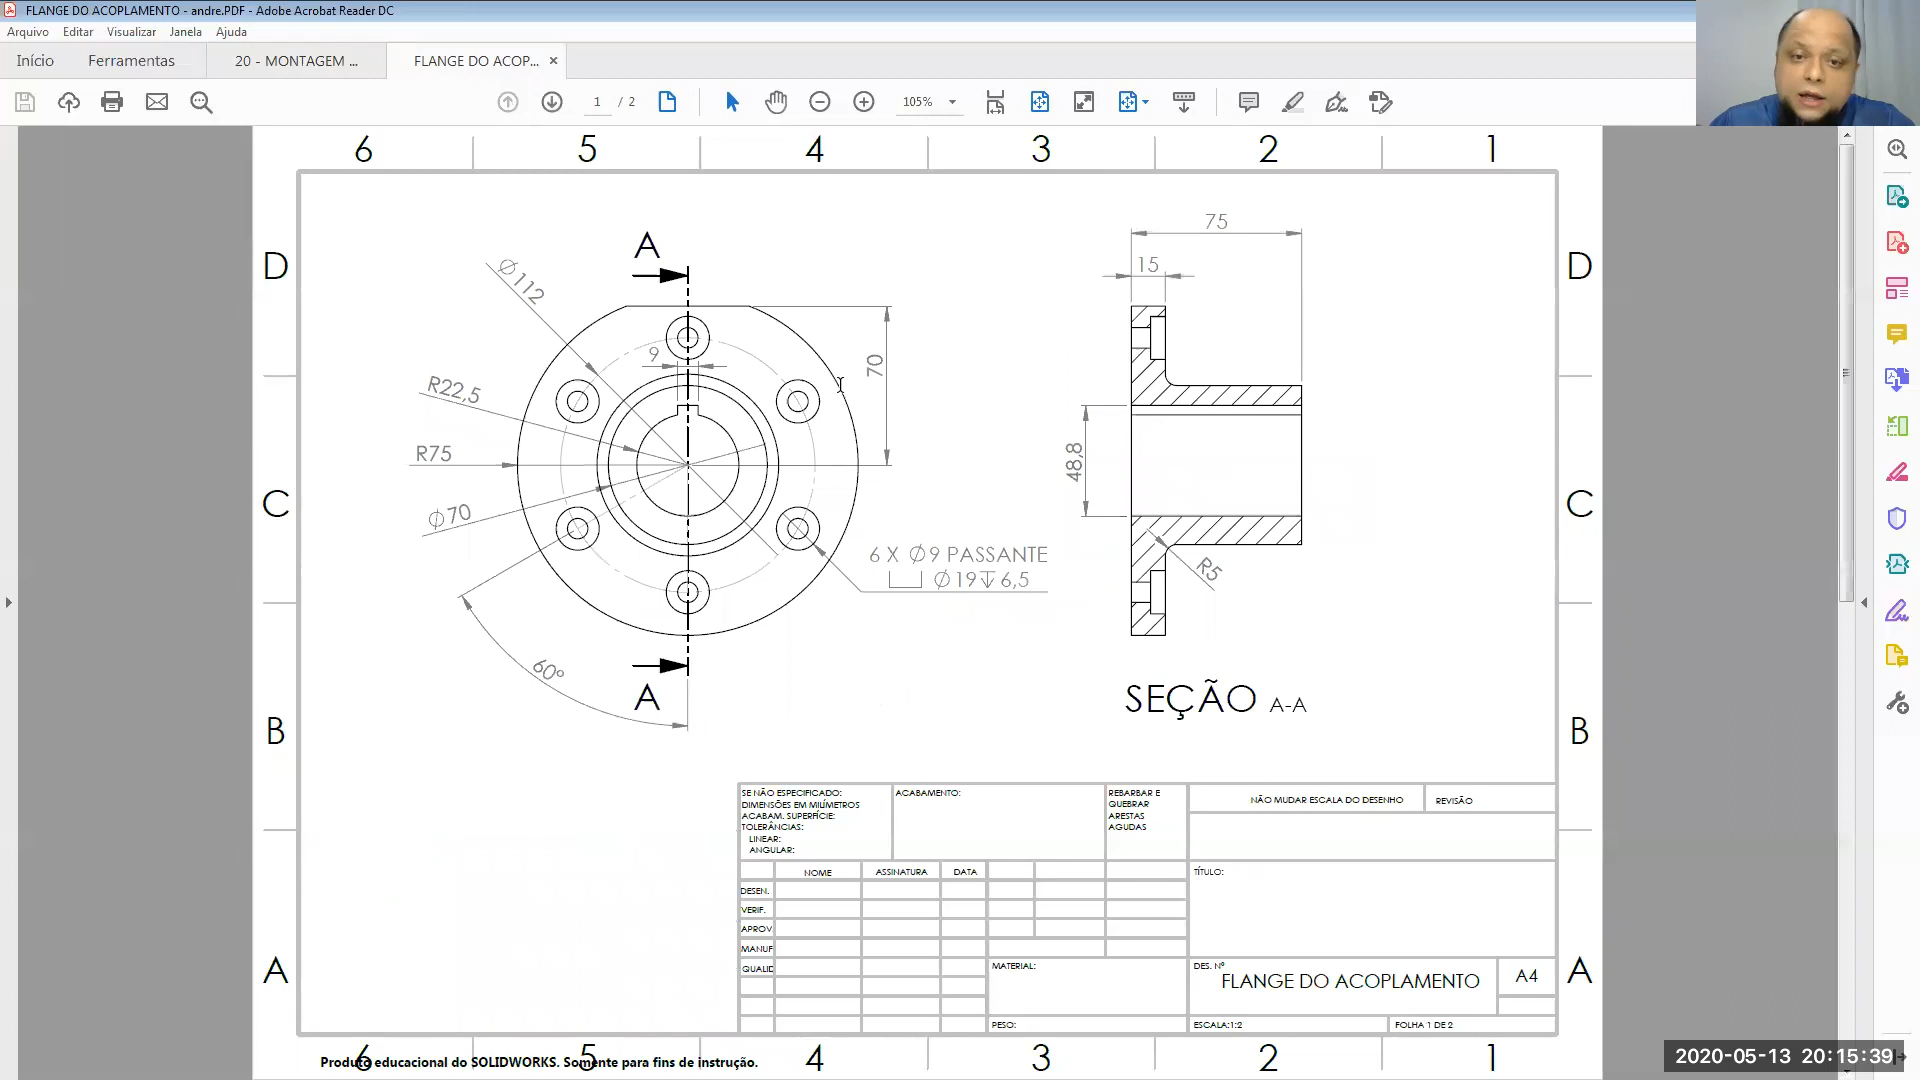 FLANGE DO ACOPLAMENTO - andre.PDF - Adobe Acrobat Reader DC
Arquivo Editar Visualizar Janela Ajuda
Início Ferramentas 20 - MONTAGEM ... FLANGE DO ACOP... ×
1 / 2 105%
6 5 4 3 2 1
D D
C C
B B
A A
A
Ø112
9
70
R22,5
R75
Ø70
60°
A
6 X Ø9 PASSANTE
⌴ Ø19 ↧ 6,5
75
15
48,8
R5
SEÇÃO A-A
SE NÃO ESPECIFICADO:
DIMENSÕES EM MILÍMETROS
ACABAM. SUPERFÍCIE:
TOLERÂNCIAS:
LINEAR:
ANGULAR:
ACABAMENTO:
REBARBAR E
QUEBRAR
ARESTAS
AGUDAS
NÃO MUDAR ESCALA DO DESENHO
REVISÃO
NOME ASSINATURA DATA
DESEN.
VERIF.
APROV
MANUF
QUALID
TÍTULO:
MATERIAL:
DES. Nº
FLANGE DO ACOPLAMENTO
A4
PESO:
ESCALA:1:2
FOLHA 1 DE 2
6 5 4 3 2 1
Produto educacional do SOLIDWORKS. Somente para fins de instrução.
2020-05-13 20:15:39